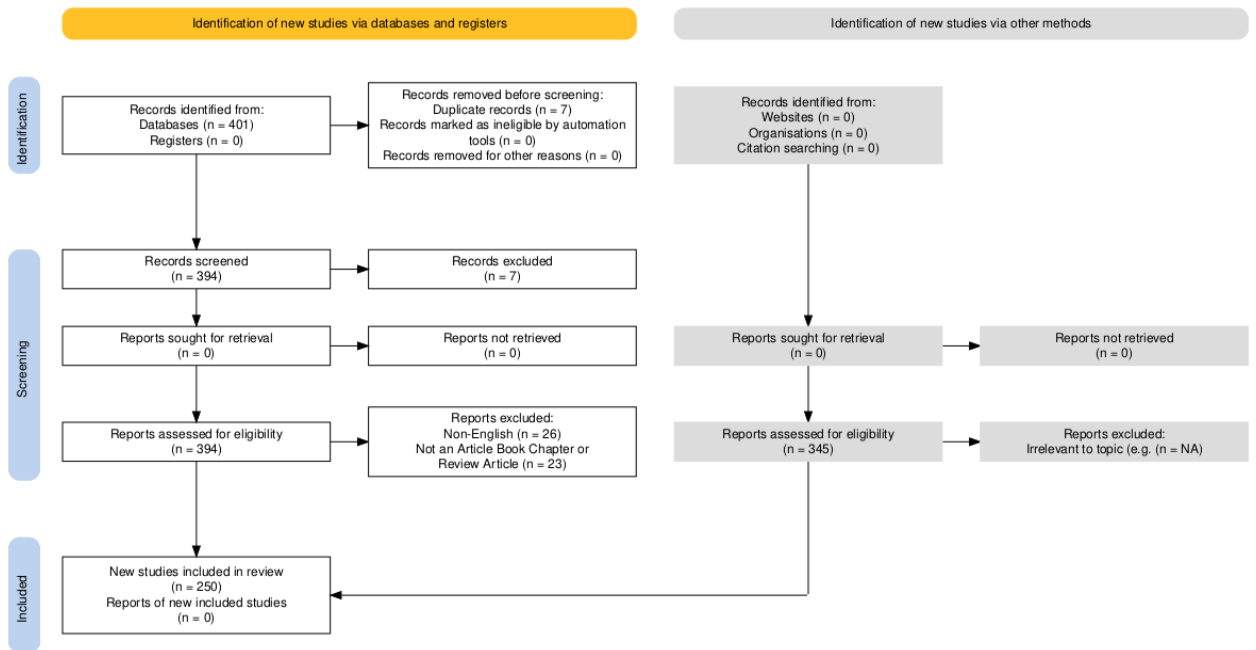 Identification of new studies via databases and registers
Identification of new studies via other methods
Identification
Records identified from:
Databases (n = 401)
Registers (n = 0)
Records removed before screening:
Duplicate records (n = 7)
Records marked as ineligible by automation
tools (n = 0)
Records removed for other reasons (n = 0)
Records identified from:
Websites (n = 0)
Organisations (n = 0)
Citation searching (n = 0)
Screening
Records screened
(n = 394)
Records excluded
(n = 7)
Reports sought for retrieval
(n = 0)
Reports not retrieved
(n = 0)
Reports sought for retrieval
(n = 0)
Reports not retrieved
(n = 0)
Reports assessed for eligibility
(n = 394)
Reports excluded:
Non-English (n = 26)
Not an Article Book Chapter or
Review Article (n = 23)
Reports assessed for eligibility
(n = 345)
Reports excluded:
Irrelevant to topic (e.g. (n = NA)
Included
New studies included in review
(n = 250)
Reports of new included studies
(n = 0)